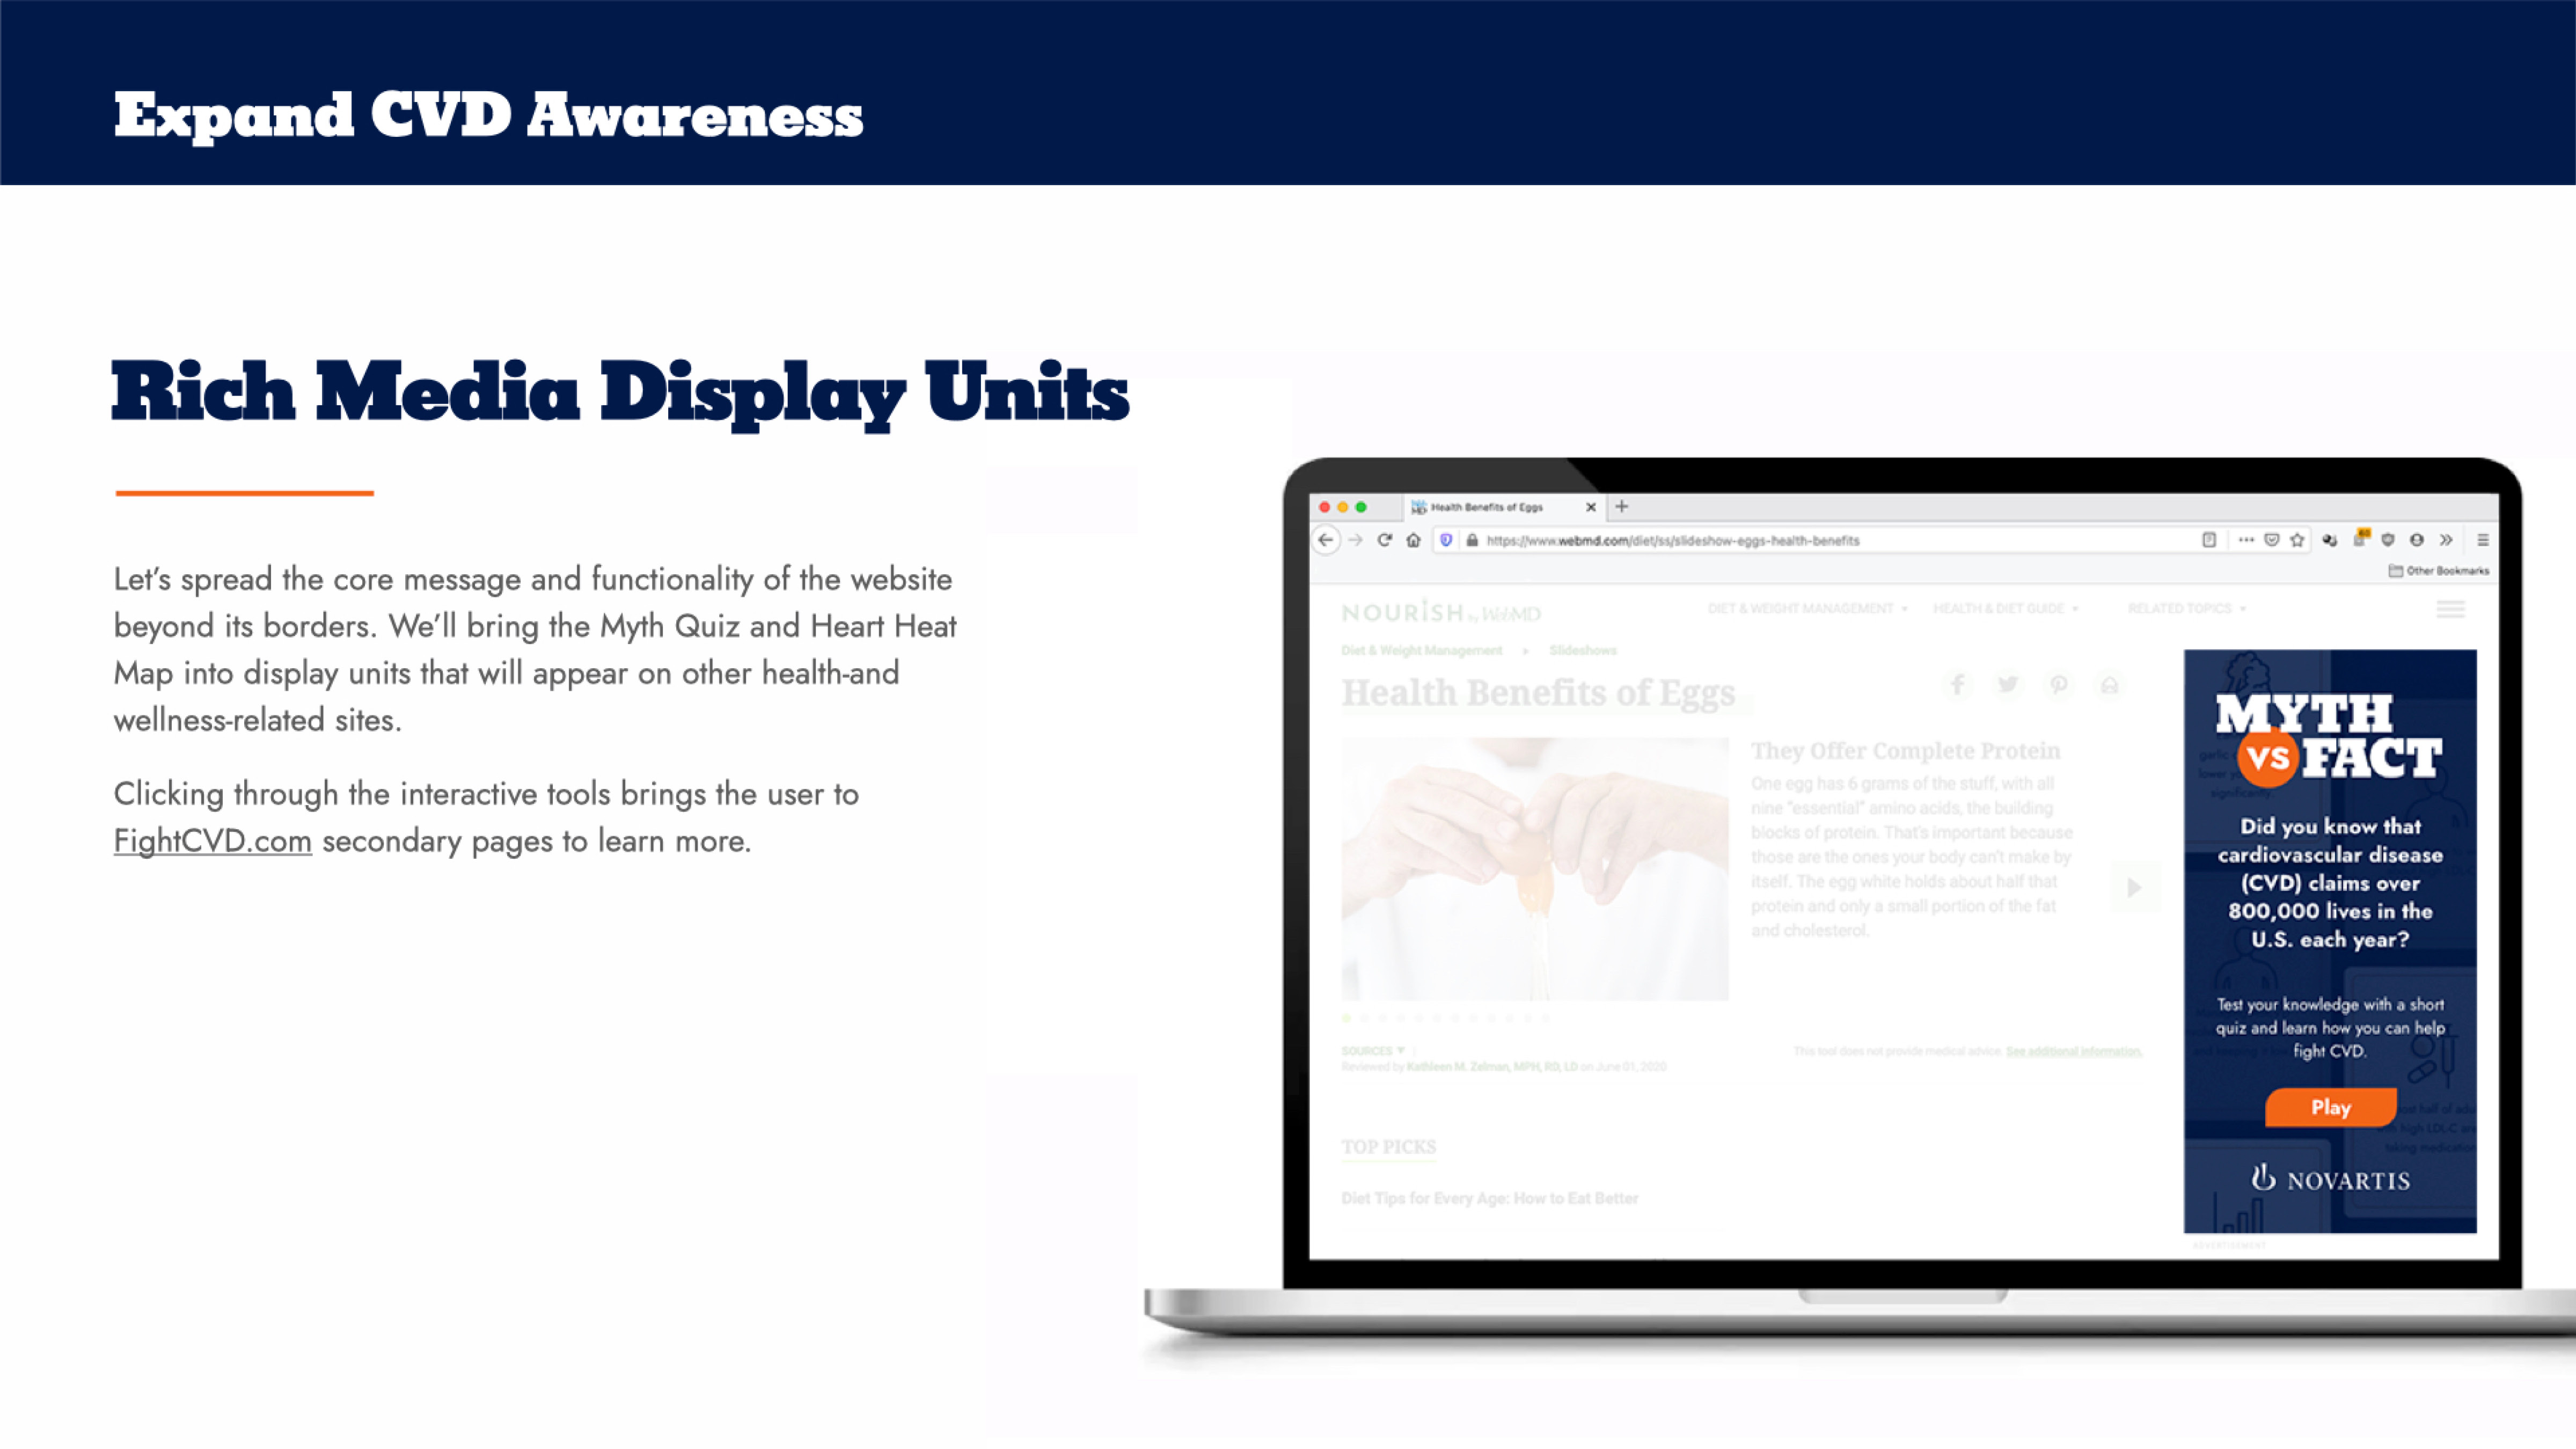 Expand CVD Awareness
Rich Media Display Units
Let's spread the core message and functionality of the website
beyond its borders. We'll bring the Myth Quiz and Heart Heat
Map into display units that will appear on other health-and
wellness-related sites.
Clicking through the interactive tools brings the user to
FightCVD.com secondary pages to learn more.
Health Benefits of Eggs
https://www.webmd.com/diet/ss/slideshow-eggs-health-benefits
Other Bookmarks
NOURISH by WebMD
DIET & WEIGHT MANAGEMENT
HEALTH & DIET GUIDE
RELATED TOPICS
Diet & Weight Management
Slideshows
Health Benefits of Eggs
They Offer Complete Protein
One egg has 6 grams of the stuff, with all
nine "essential" amino acids, the building
blocks of protein. That's important because
those are the ones your body can't make by
itself. The egg white holds about half that
protein and only a small portion of the fat
and cholesterol.
SOURCES
Reviewed by Kathleen M. Zelman, MPH, RD, LD on June 01, 2020
This tool does not provide medical advice. See additional information.
TOP PICKS
Diet Tips for Every Age: How to Eat Better
MYTH
VS FACT
Did you know that
cardiovascular disease
(CVD) claims over
800,000 lives in the
U.S. each year?
Test your knowledge with a short
quiz and learn how you can help
fight CVD.
Play
NOVARTIS
ADVERTISEMENT